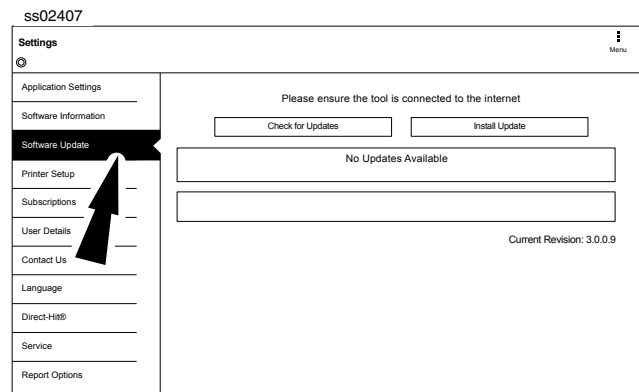 ss02407
Settings
Menu
Application Settings
Software Information
Software Update
Printer Setup
Subscriptions
User Details
Contact Us
Language
Direct-Hit®
Service
Report Options
Please ensure the tool is connected to the internet
Check for Updates
Install Update
No Updates Available
Current Revision: 3.0.0.9